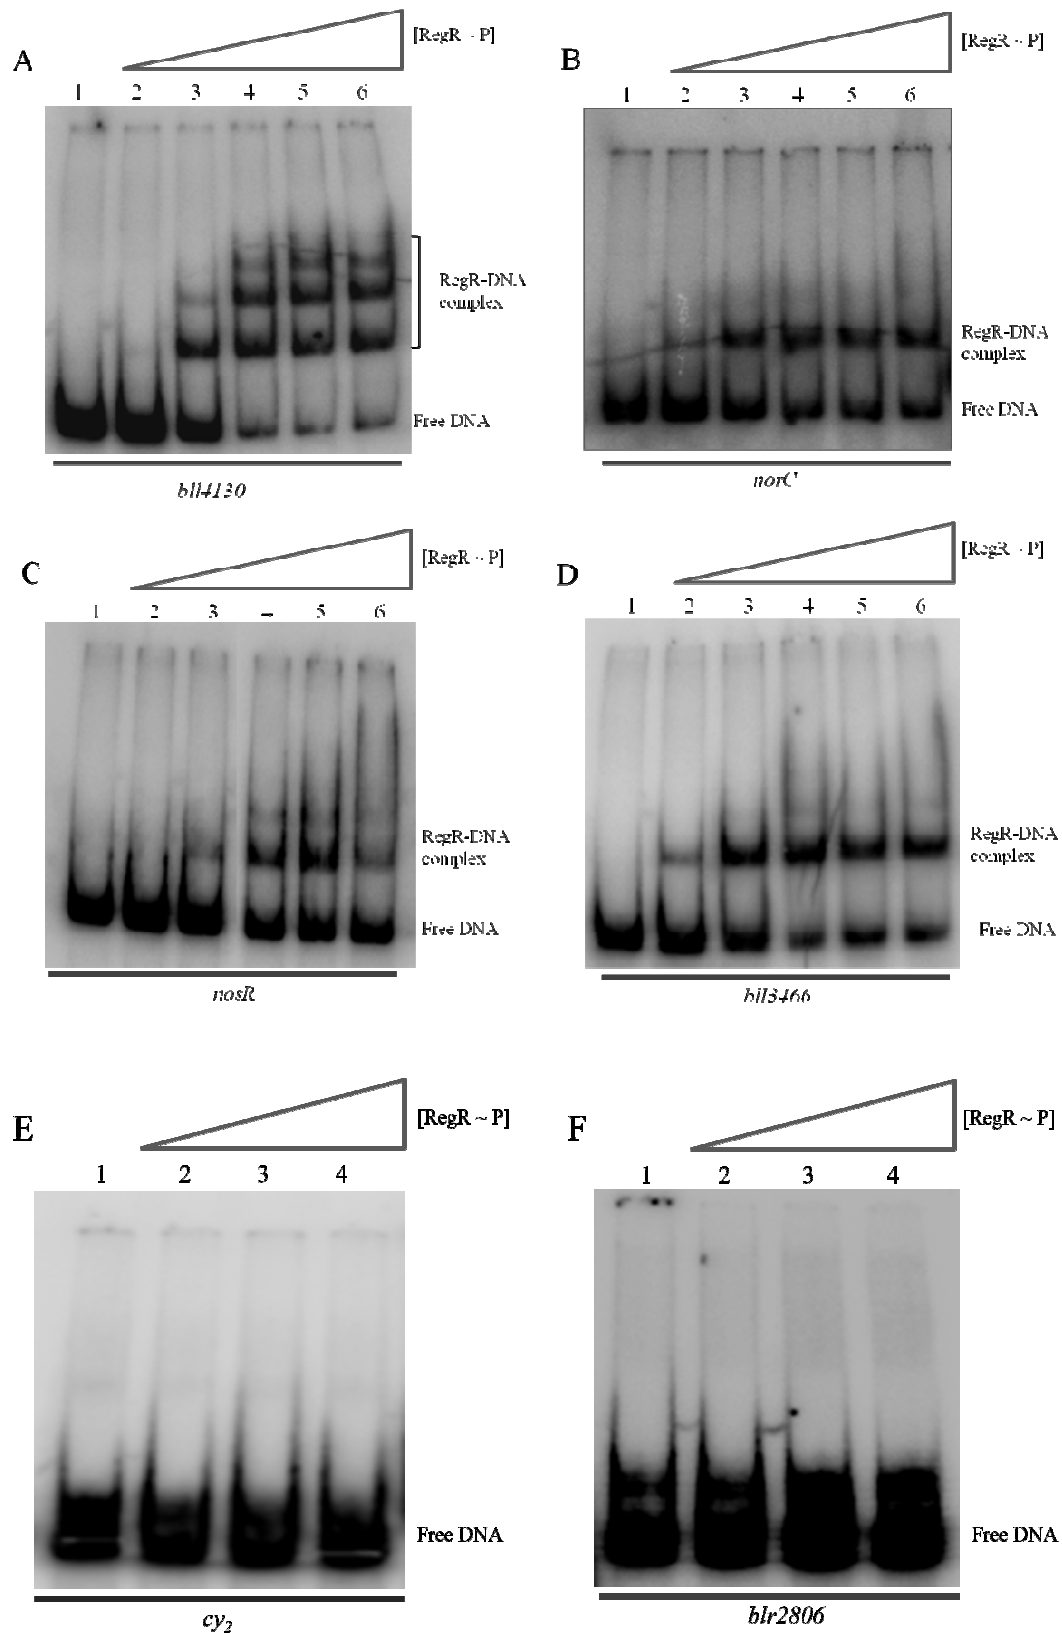 A
[RegR ~ P]
1 2 3 4 5 6
RegR-DNA
complex
Free DNA
bll4130
B
[RegR ~ P]
1 2 3 4 5 6
RegR-DNA
complex
Free DNA
norC
C
[RegR ~ P]
1 2 3 4 5 6
RegR-DNA
complex
Free DNA
nosR
D
[RegR ~ P]
1 2 3 4 5 6
RegR-DNA
complex
Free DNA
bll3466
E
[RegR ~ P]
1 2 3 4
Free DNA
cy2
F
[RegR ~ P]
1 2 3 4
Free DNA
blr2806